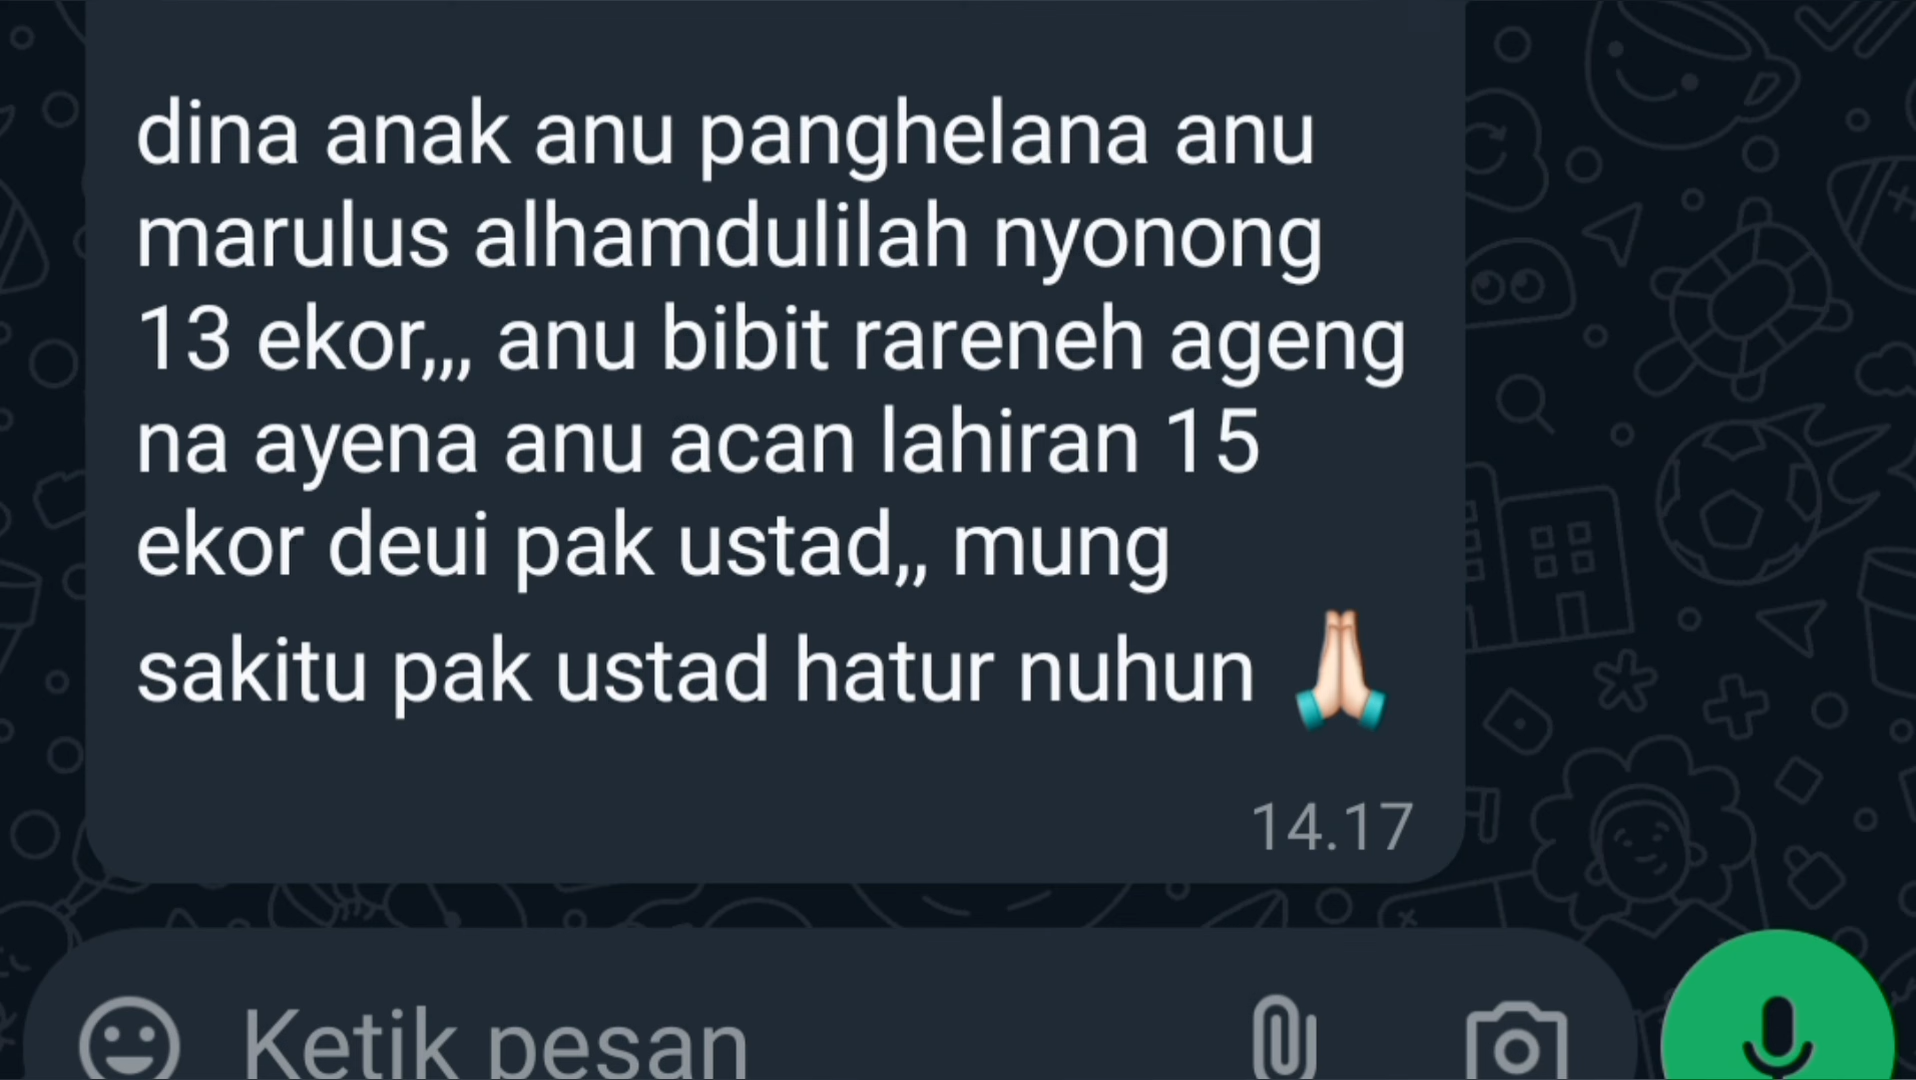 dina anak anu panghelana anu
marulus alhamdulilah nyonong
13 ekor,,, anu bibit rareneh ageng
na ayena anu acan lahiran 15
ekor deui pak ustad,, mung
sakitu pak ustad hatur nuhun 🙏🏻
14.17
Ketik pesan